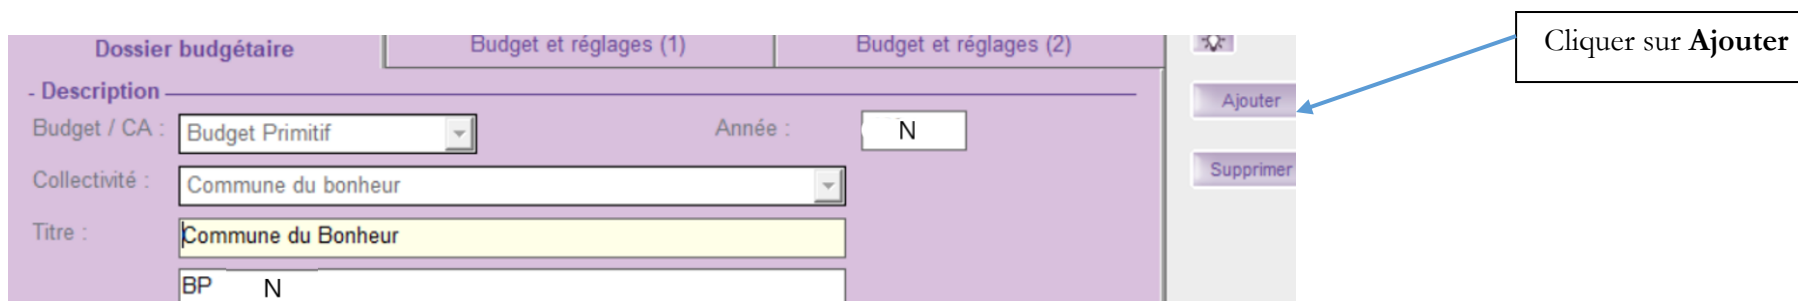 Dossier budgétaire
Budget et réglages (1)
Budget et réglages (2)
Cliquer sur Ajouter
- Description
Ajouter
Budget / CA :
Budget Primitif
Année :
N
Collectivité :
Commune du bonheur
Supprimer
Titre :
Commune du Bonheur
BP N